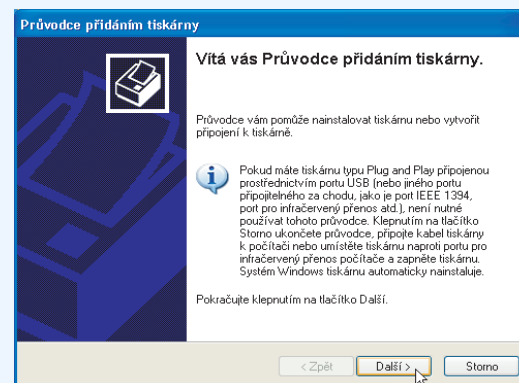 Průvodce přidáním tiskárny
Vítá vás Průvodce přidáním tiskárny.
Průvodce vám pomůže nainstalovat tiskárnu nebo vytvořit
připojení k tiskárně.
Pokud máte tiskárnu typu Plug and Play připojenou
prostřednictvím portu USB (nebo jiného portu
připojitelného za chodu, jako je port IEEE 1394,
port pro infračervený přenos atd.), není nutné
používat tohoto průvodce. Klepnutím na tlačítko
Storno ukončete průvodce, připojte kabel tiskárny
k počítači nebo umístěte tiskárnu naproti portu pro
infračervený přenos počítače a zapněte tiskárnu.
Systém Windows tiskárnu automaticky nainstaluje.
Pokračujte klepnutím na tlačítko Další.
< Zpět Další > Storno